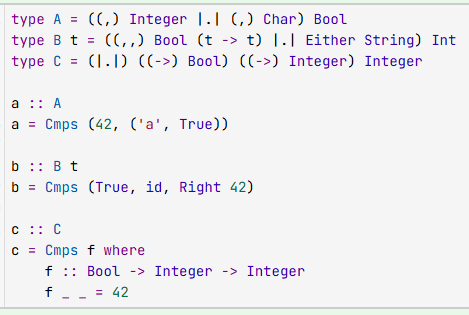 type A = ((,) Integer |.| (,) Char) Bool
type B t = ((,,) Bool (t -> t) |.| Either String) Int
type C = (|.|) ((->) Bool) ((->) Integer) Integer

a :: A
a = Cmps (42, ('a', True))

b :: B t
b = Cmps (True, id, Right 42)

c :: C
c = Cmps f where
    f :: Bool -> Integer -> Integer
    f _ _ = 42